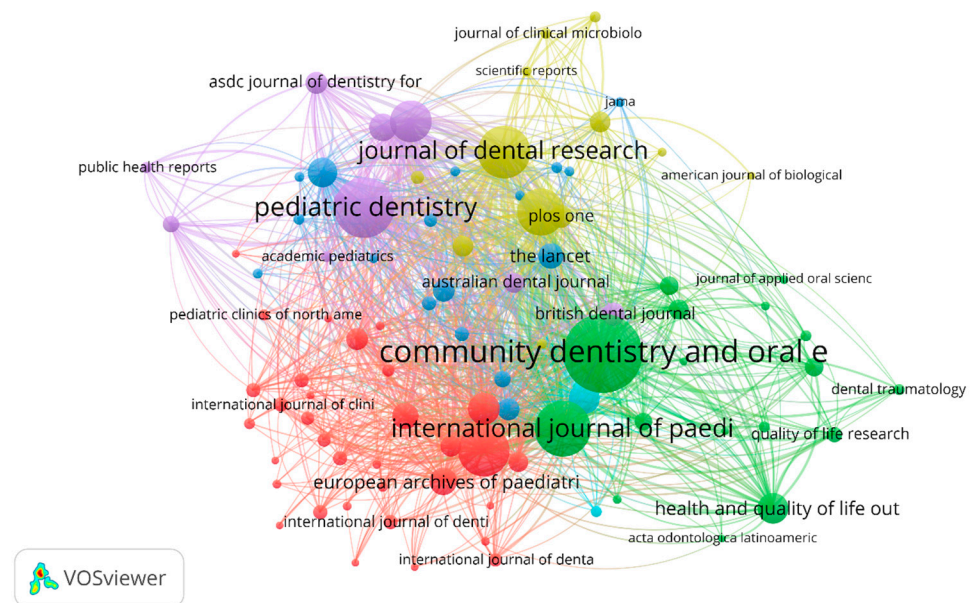 journal of clinical microbiolo
scientific reports
asdc journal of dentistry for
jama
journal of dental research
public health reports
american journal of biological
pediatric dentistry
plos one
academic pediatrics
the lancet
australian dental journal
journal of applied oral scienc
pediatric clinics of north ame
british dental journal
community dentistry and oral e
dental traumatology
international journal of clini
international journal of paedi
quality of life research
european archives of paediatri
health and quality of life out
international journal of denti
acta odontologica latinoameric
international journal of denta
VOSviewer